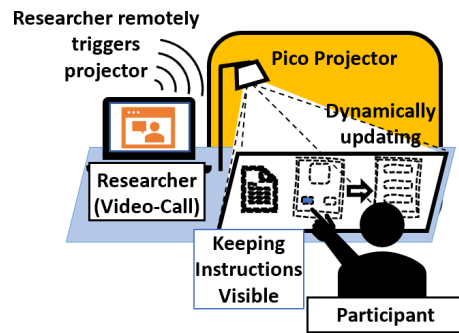 Researcher remotely
triggers
projector
Pico Projector
Dynamically
updating
Researcher
(Video-Call)
Keeping
Instructions
Visible
Participant